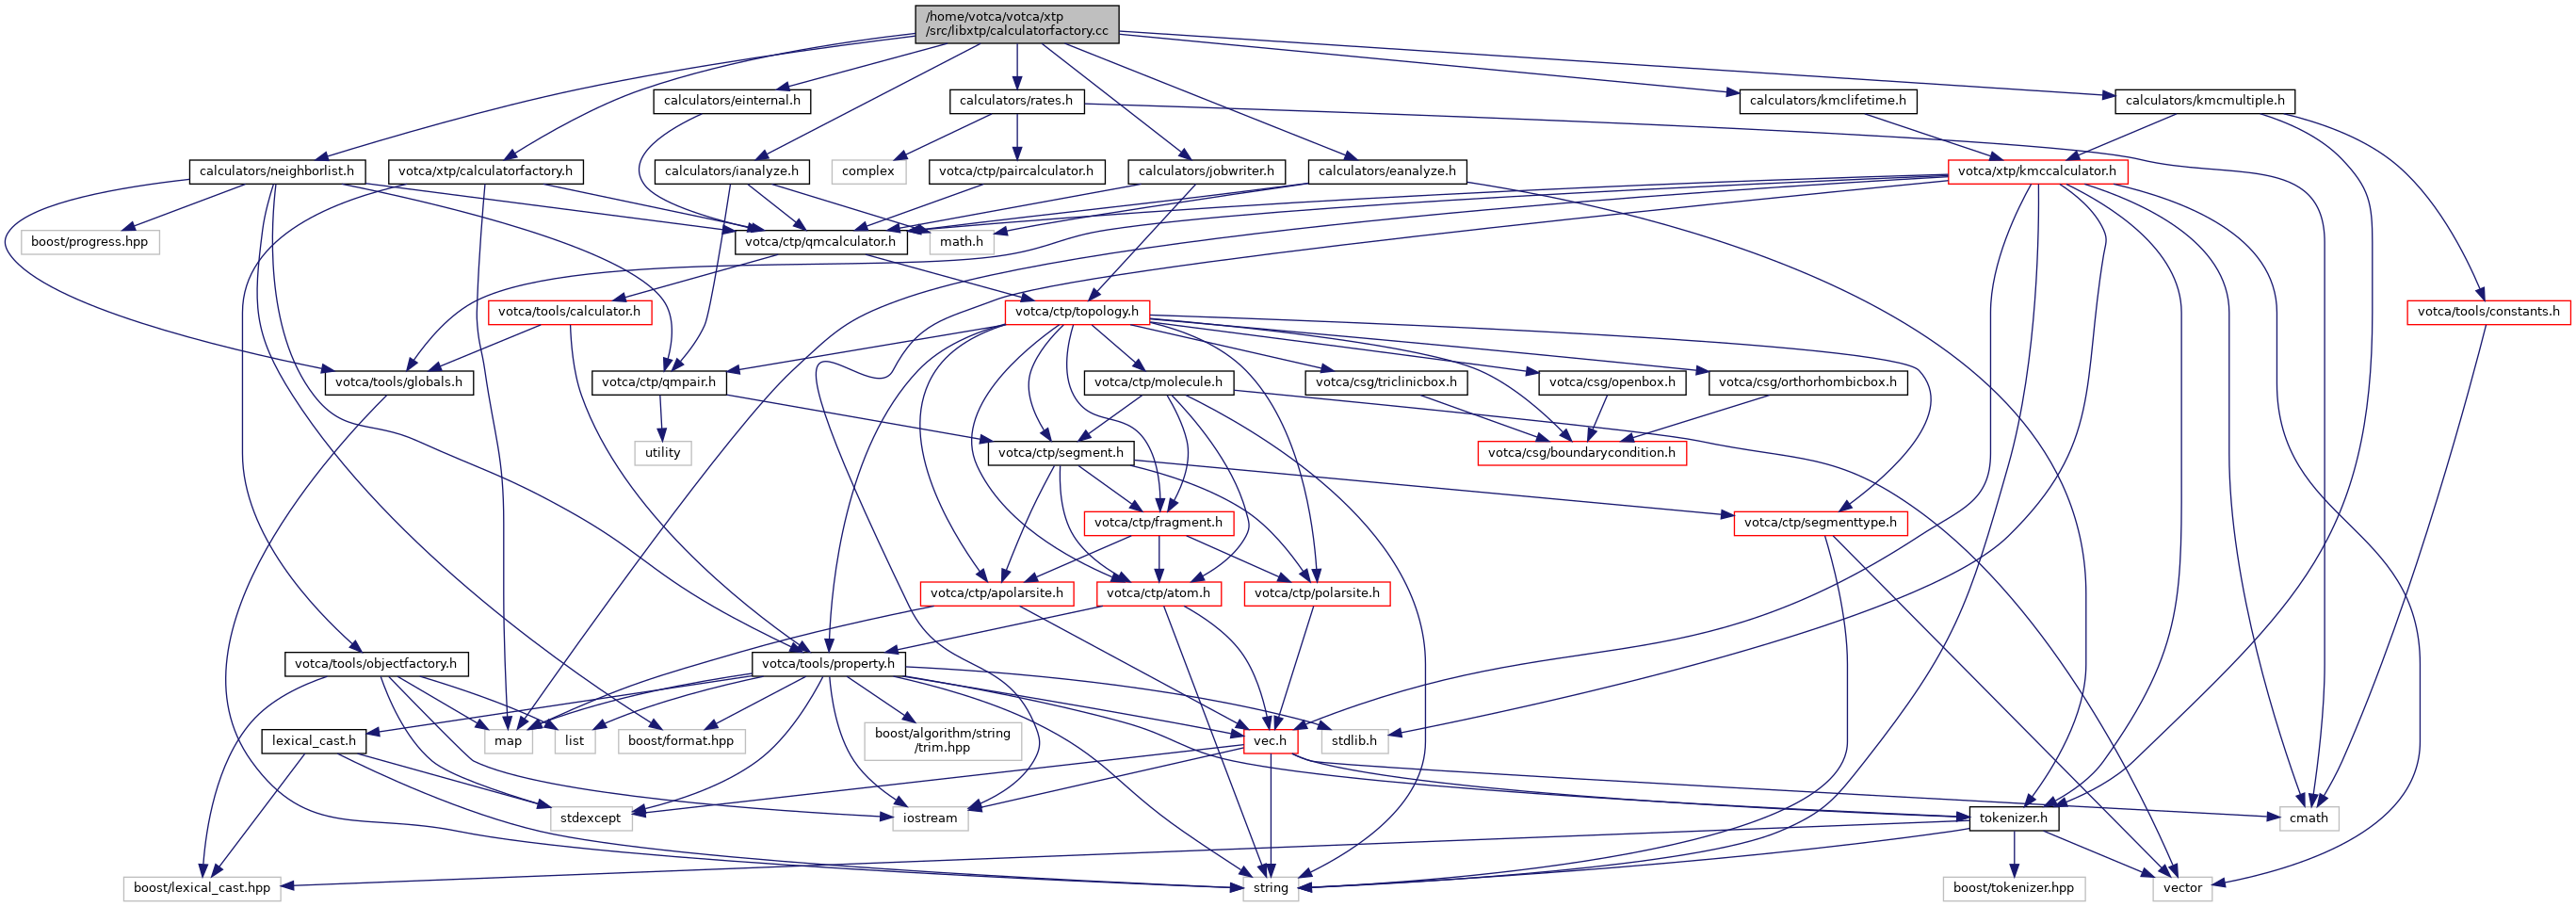 /home/votca/votca/xtp
/src/libxtp/calculatorfactory.cc
calculators/einternal.h
calculators/rates.h
calculators/kmclifetime.h
calculators/kmcmultiple.h
calculators/neighborlist.h
votca/xtp/calculatorfactory.h
calculators/ianalyze.h
complex
votca/ctp/paircalculator.h
calculators/jobwriter.h
calculators/eanalyze.h
votca/xtp/kmccalculator.h
boost/progress.hpp
votca/ctp/qmcalculator.h
math.h
votca/tools/calculator.h
votca/ctp/topology.h
votca/tools/constants.h
votca/tools/globals.h
votca/ctp/qmpair.h
votca/ctp/molecule.h
votca/csg/triclinicbox.h
votca/csg/openbox.h
votca/csg/orthorhombicbox.h
utility
votca/ctp/segment.h
votca/csg/boundarycondition.h
votca/ctp/fragment.h
votca/ctp/segmenttype.h
votca/ctp/apolarsite.h
votca/ctp/atom.h
votca/ctp/polarsite.h
votca/tools/objectfactory.h
votca/tools/property.h
lexical_cast.h
map
list
boost/format.hpp
boost/algorithm/string
/trim.hpp
vec.h
stdlib.h
stdexcept
iostream
tokenizer.h
cmath
boost/lexical_cast.hpp
string
boost/tokenizer.hpp
vector